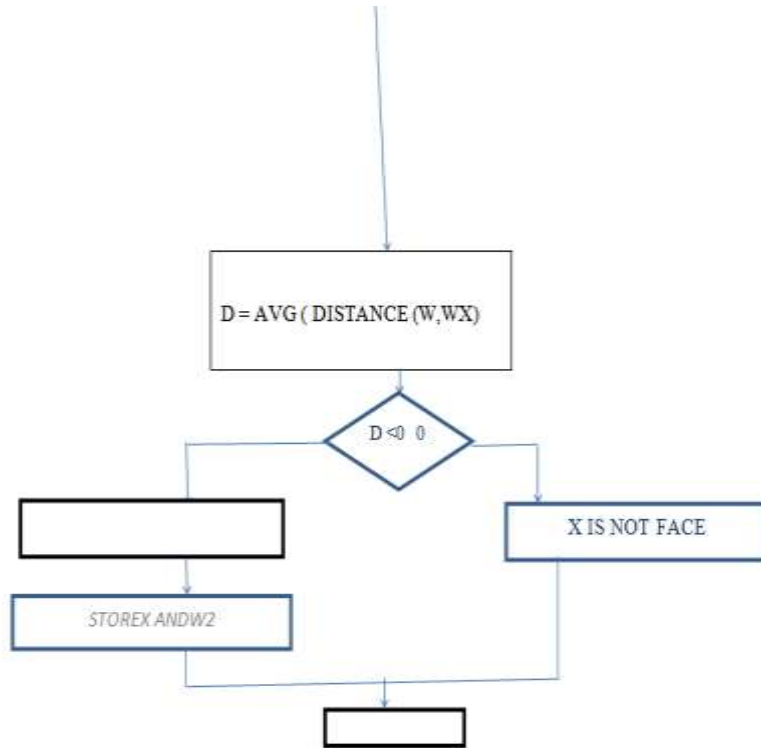 D = AVG ( DISTANCE (W,WX)
D <0 0
X IS NOT FACE
STOREX ANDW2